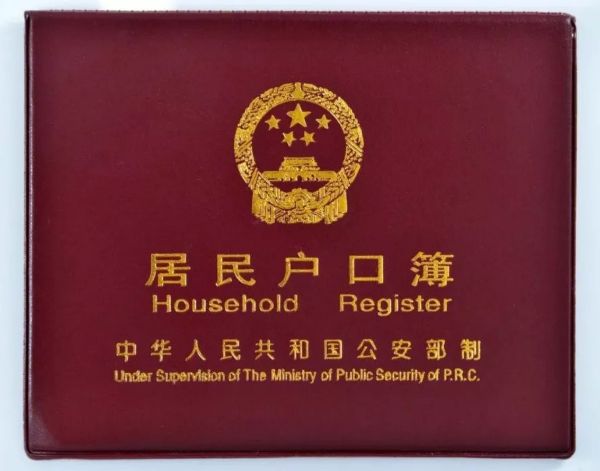 居民户口簿
Household Register
中华人民共和国公安部制
Under Supervision of The Ministry of Public Security of P.R.C.